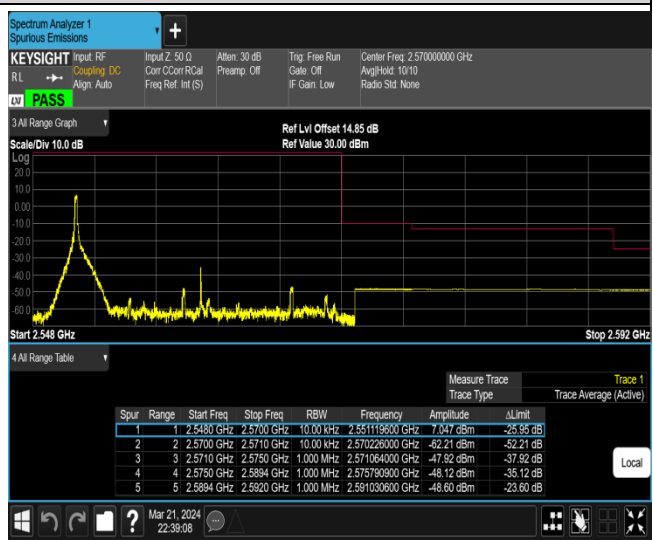 Spectrum Analyzer 1
Spurious Emissions
+
KEYSIGHT Input: RF Input Z: 50 Ω Atten: 30 dB Trig: Free Run Center Freq: 2.570000000 GHz
R L Coupling: DC Corr CCorr RCal Preamp: Off Gate: Off Avg|Hold: 10/10
Align: Auto Freq Ref: Int (S) IF Gain: Low Radio Std: None
LXI PASS
3 All Range Graph
Ref Lvl Offset 14.85 dB
Scale/Div 10.0 dB Ref Value 30.00 dBm
Log
20.0
10.0
0.00
-10.0
-20.0
-30.0
-40.0
-50.0
-60.0
Start 2.548 GHz Stop 2.592 GHz
4 All Range Table
Measure Trace Trace 1
Trace Type Trace Average (Active)
Spur Range Start Freq Stop Freq RBW Frequency Amplitude ΔLimit
1 1 2.5480 GHz 2.5700 GHz 10.00 kHz 2.551119600 GHz 7.047 dBm -25.95 dB
2 2 2.5700 GHz 2.5710 GHz 10.00 kHz 2.570226000 GHz -62.21 dBm -52.21 dB
3 3 2.5710 GHz 2.5750 GHz 1.000 MHz 2.571064000 GHz -47.92 dBm -37.92 dB
4 4 2.5750 GHz 2.5894 GHz 1.000 MHz 2.575790900 GHz -48.12 dBm -35.12 dB
5 5 2.5894 GHz 2.5920 GHz 1.000 MHz 2.591030600 GHz -48.60 dBm -23.60 dB
Local
? Mar 21, 2024
22:39:08